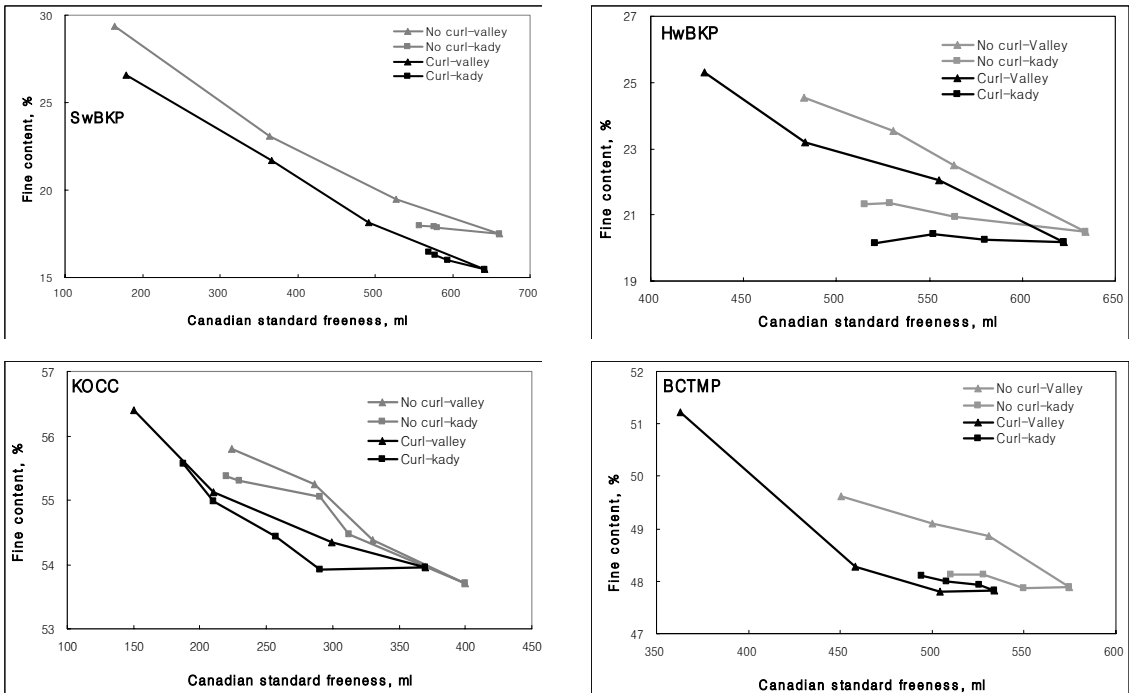 SwBKP
Fine content, %
30
25
20
15
100 200 300 400 500 600 700
Canadian standard freeness, ml
No curl-valley
No curl-kady
Curl-valley
Curl-kady
HwBKP
Fine content, %
27
25
23
21
19
400 450 500 550 600 650
Canadian standard freeness, ml
No curl-Valley
No curl-kady
Curl-Valley
Curl-kady
KOCC
Fine content, %
57
56
55
54
53
100 150 200 250 300 350 400 450
Canadian standard freeness, ml
No curl-valley
No curl-kady
Curl-valley
Curl-kady
BCTMP
Fine content, %
52
51
50
49
48
47
350 400 450 500 550 600
Canadian standard freeness, ml
No curl-Valley
No curl-kady
Curl-Valley
Curl-kady